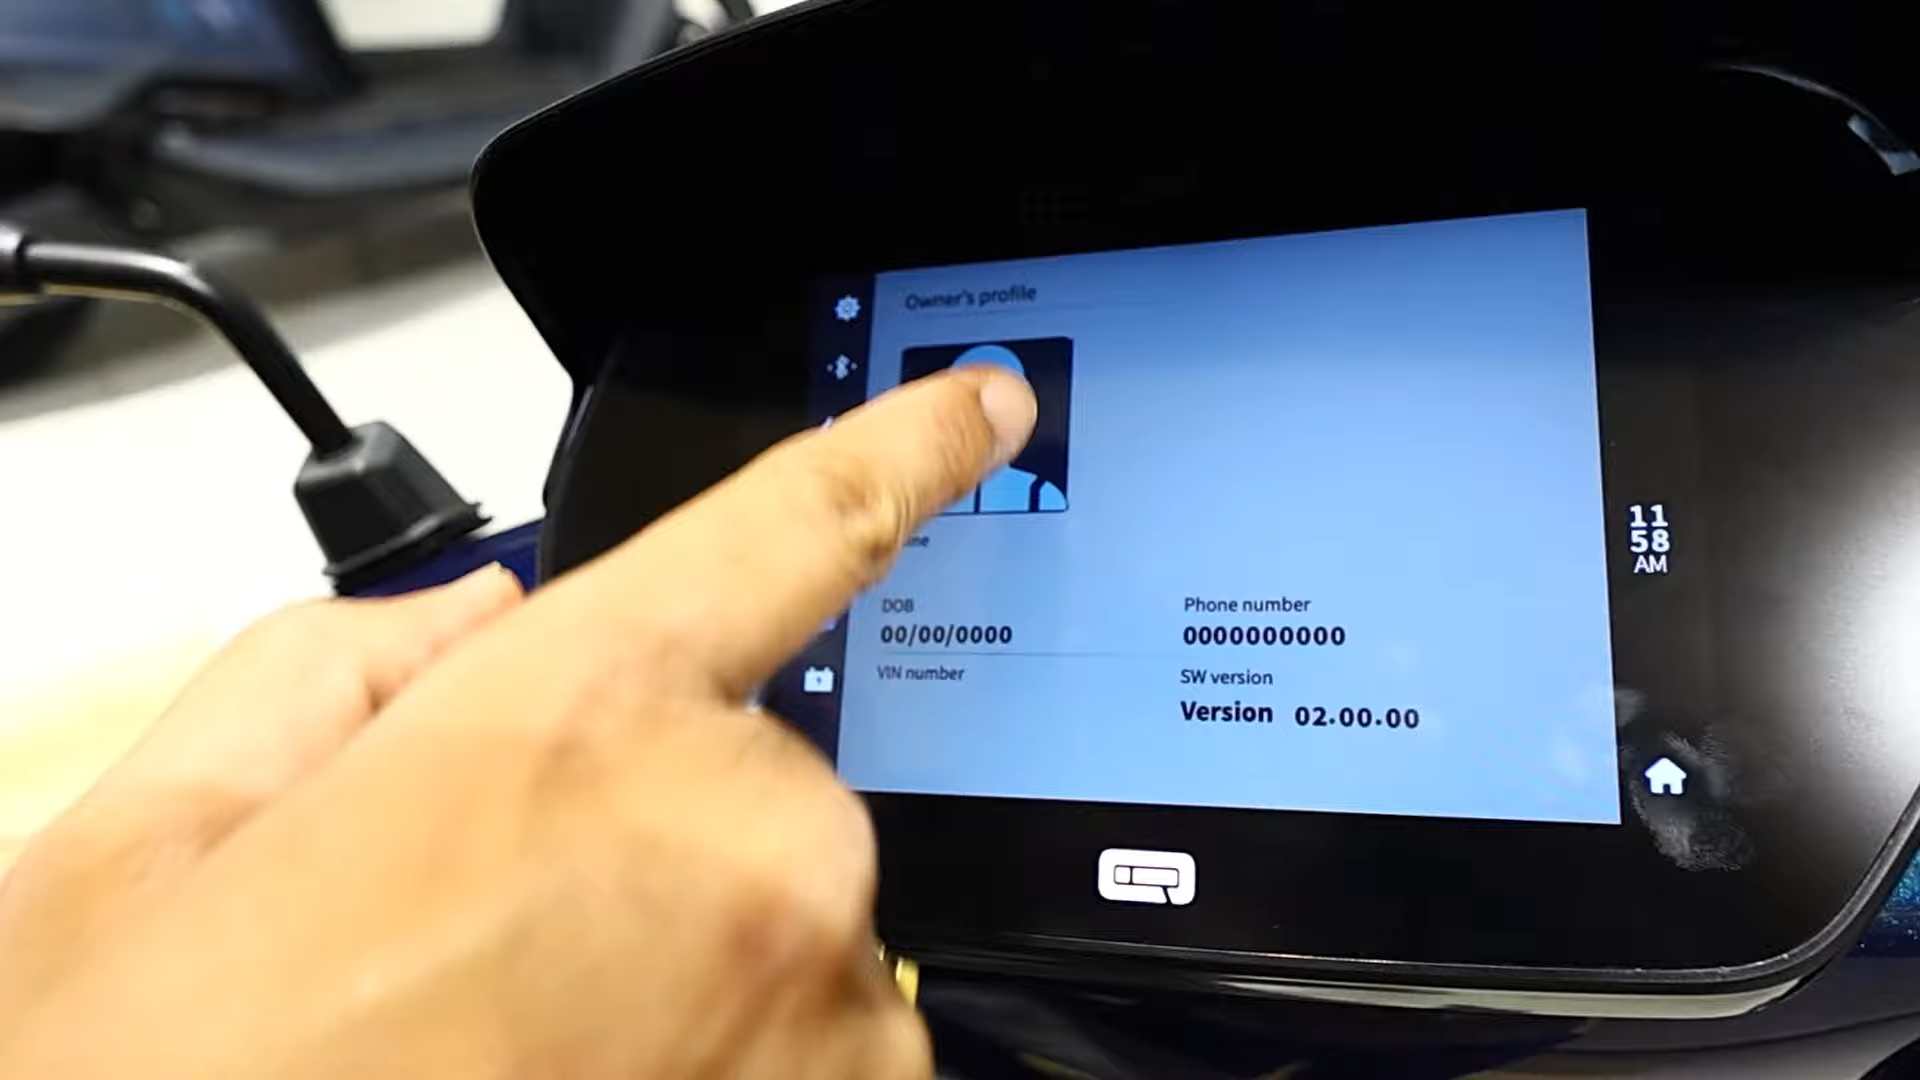 Owner's profile
DOB
00/00/0000
Phone number
0000000000
VIN number
SW version
Version 02.00.00
11
58
AM